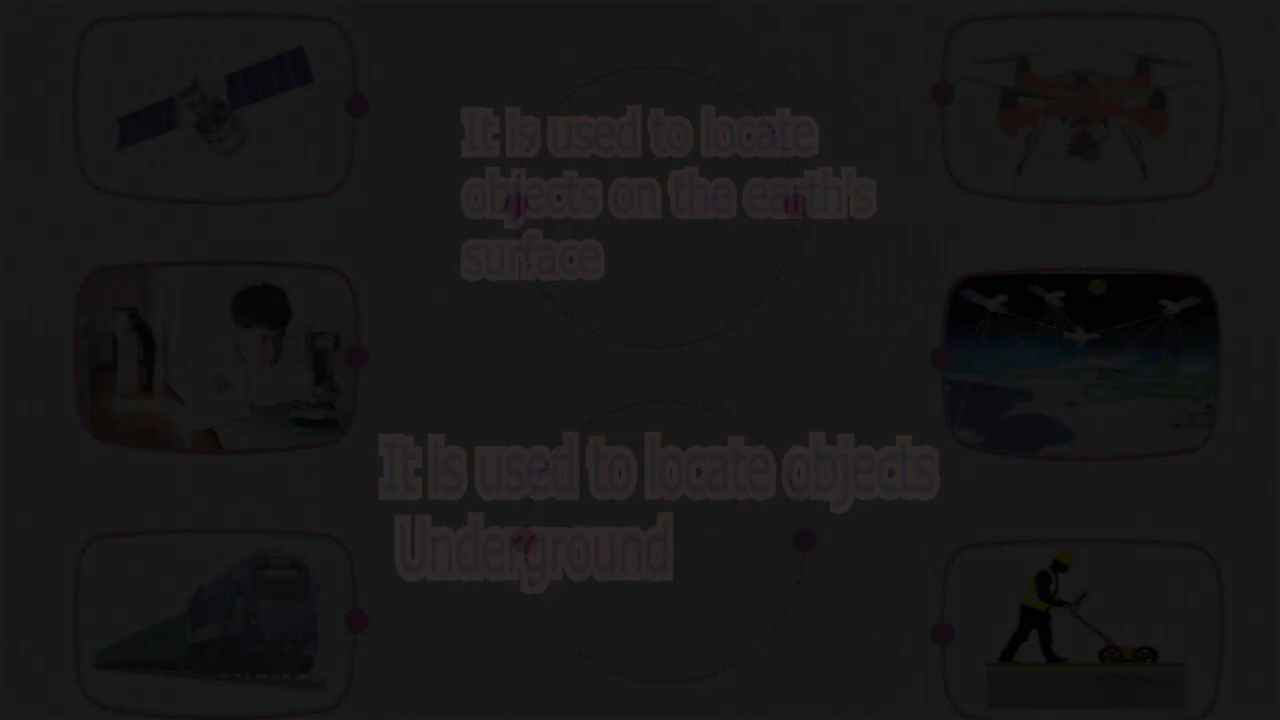 It is used to locate
objects on the earth's
surface
It is used to locate objects
Underground